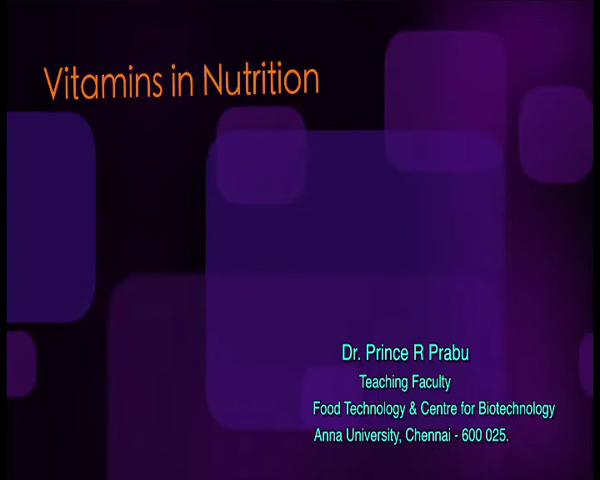 Vitamins in Nutrition
Dr. Prince R Prabu
Teaching Faculty
Food Technology & Centre for Biotechnology
Anna University, Chennai - 600 025.